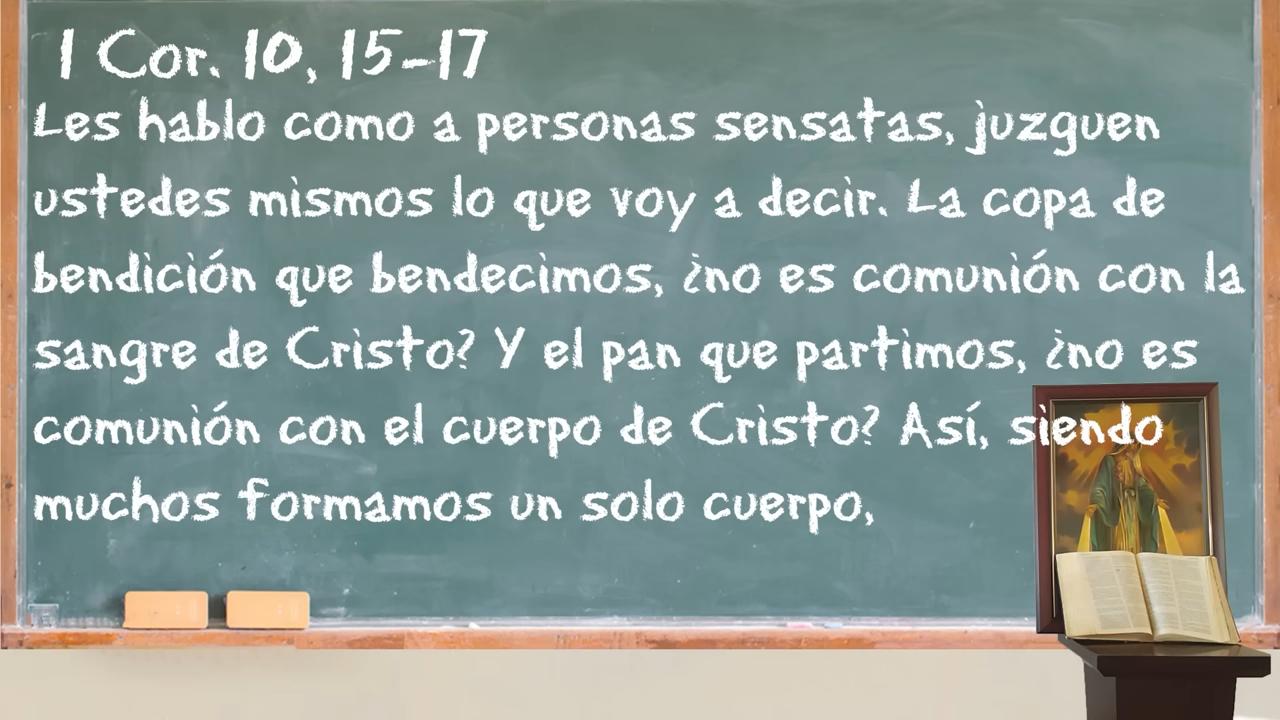 1 Cor. 10, 15-17
Les hablo como a personas sensatas, juzguen
ustedes mismos lo que voy a decir. La copa de
bendición que bendecimos, ¿no es comunión con la
sangre de Cristo? Y el pan que partimos, ¿no es
comunión con el cuerpo de Cristo? Así, siendo
muchos formamos un solo cuerpo,